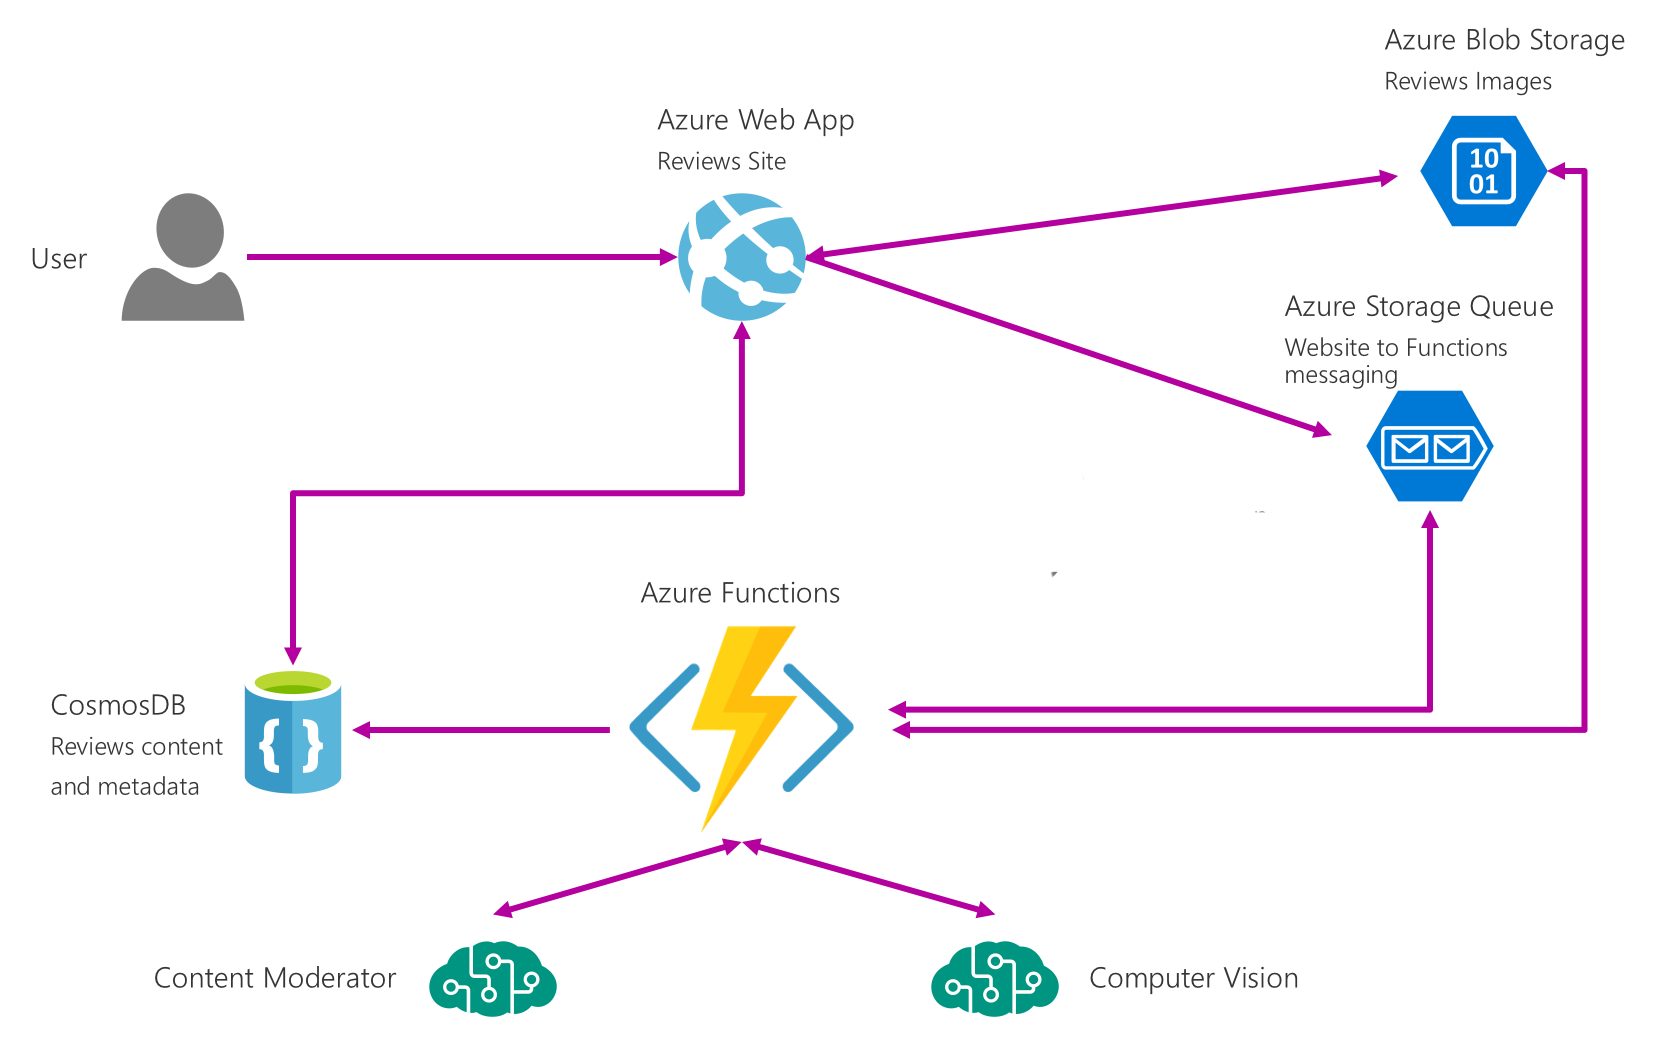 Azure Blob Storage
Reviews Images
10
01
Azure Web App
Reviews Site
User
Azure Storage Queue
Website to Functions
messaging
Azure Functions
CosmosDB
Reviews content
and metadata
{ }
Content Moderator
Computer Vision